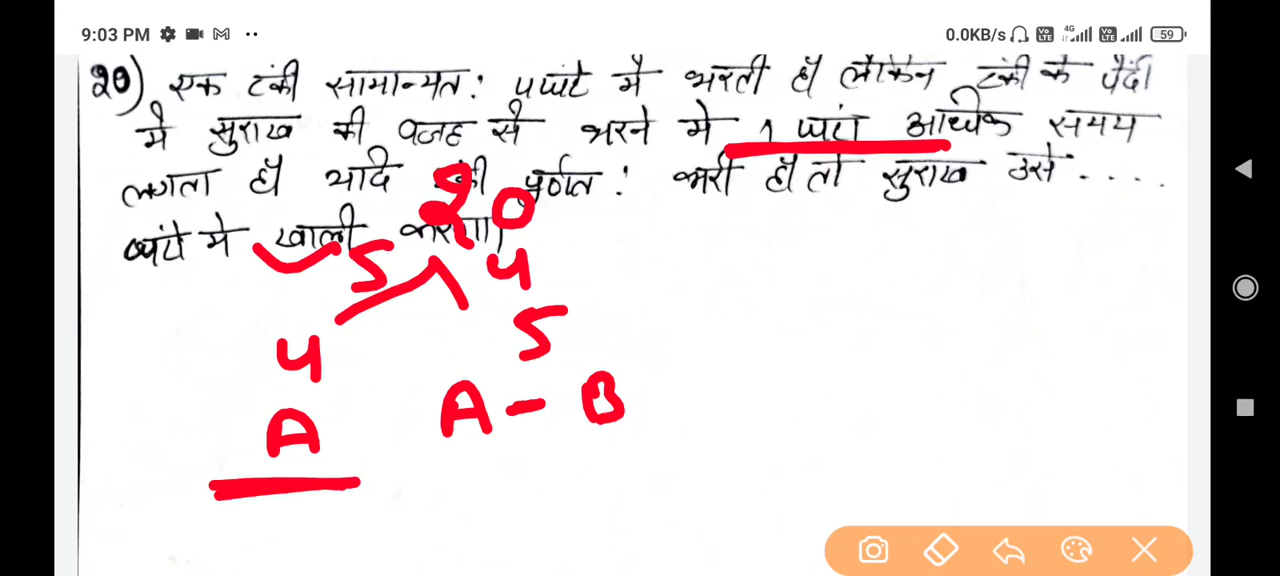 9:03 PM 0.0KB/s 4G 59
20) एक टंकी सामान्यत: 4 घंटे मे भरती हैं लेकिन टंकी के पैंदी
मे सुराख की वजह से भरने मे 1 घंटा अधिक समय
लगता हैं यदि टंकी पूर्णत: भरी हैं तो सुराख उसे ....
घंटे मे खाली करेगा।
20
5 4
4 5
A A - B